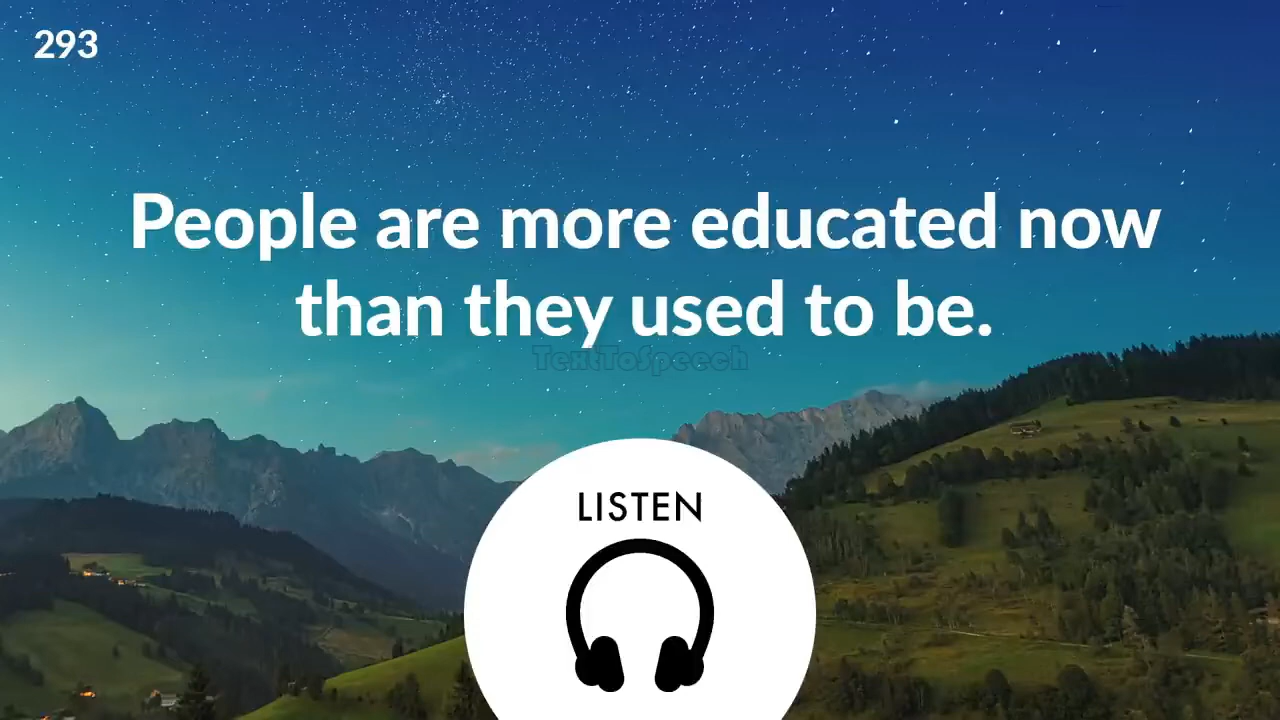 293
People are more educated now
than they used to be.
TextToSpeech
LISTEN